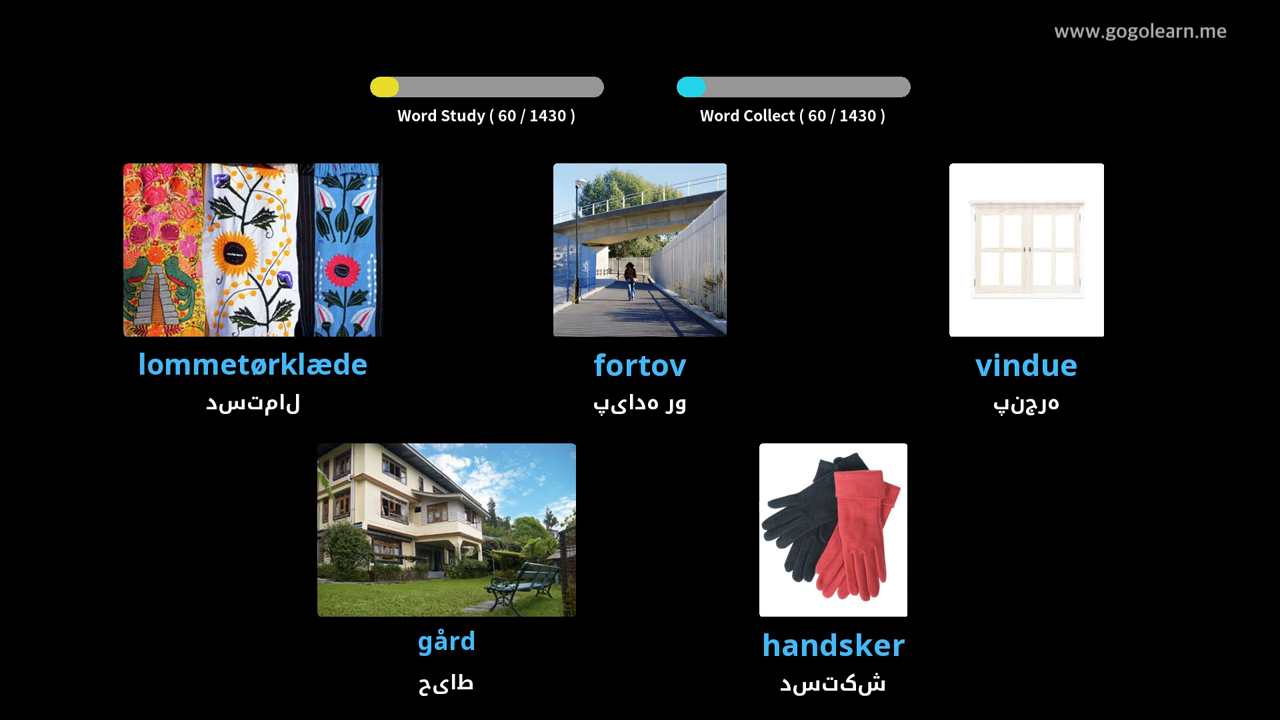 www.gogolearn.me
Word Study ( 60 / 1430 )
Word Collect ( 60 / 1430 )
lommetørklæde
دستمال
fortov
پیاده رو
vindue
پنجره
gård
حیاط
handsker
دستکش